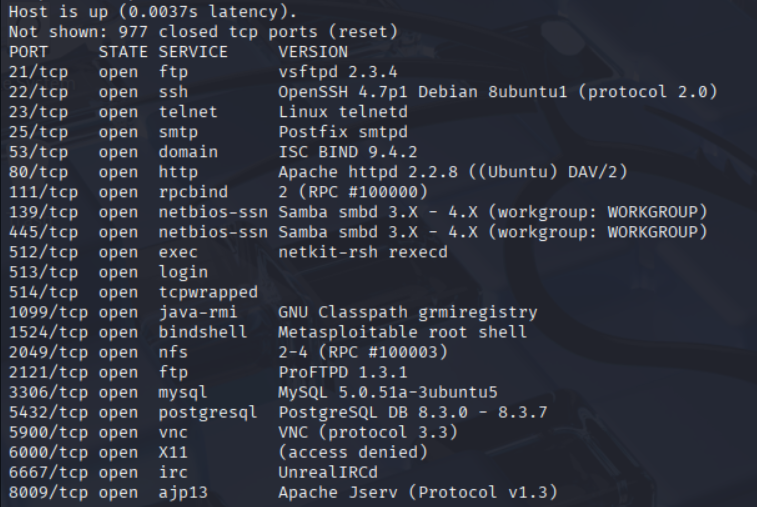 Host is up (0.0037s latency).
Not shown: 977 closed tcp ports (reset)
PORT     STATE SERVICE     VERSION
21/tcp   open  ftp         vsftpd 2.3.4
22/tcp   open  ssh         OpenSSH 4.7p1 Debian 8ubuntu1 (protocol 2.0)
23/tcp   open  telnet      Linux telnetd
25/tcp   open  smtp        Postfix smtpd
53/tcp   open  domain      ISC BIND 9.4.2
80/tcp   open  http        Apache httpd 2.2.8 ((Ubuntu) DAV/2)
111/tcp  open  rpcbind     2 (RPC #100000)
139/tcp  open  netbios-ssn Samba smbd 3.X - 4.X (workgroup: WORKGROUP)
445/tcp  open  netbios-ssn Samba smbd 3.X - 4.X (workgroup: WORKGROUP)
512/tcp  open  exec        netkit-rsh rexecd
513/tcp  open  login
514/tcp  open  tcpwrapped
1099/tcp open  java-rmi    GNU Classpath grmiregistry
1524/tcp open  bindshell   Metasploitable root shell
2049/tcp open  nfs         2-4 (RPC #100003)
2121/tcp open  ftp         ProFTPD 1.3.1
3306/tcp open  mysql       MySQL 5.0.51a-3ubuntu5
5432/tcp open  postgresql  PostgreSQL DB 8.3.0 - 8.3.7
5900/tcp open  vnc         VNC (protocol 3.3)
6000/tcp open  X11         (access denied)
6667/tcp open  irc         UnrealIRCd
8009/tcp open  ajp13       Apache Jserv (Protocol v1.3)